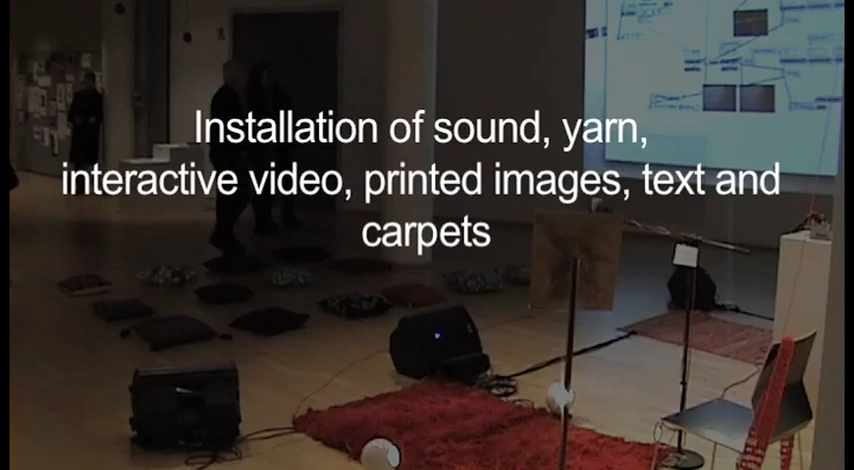 Installation of sound, yarn,
interactive video, printed images, text and
carpets